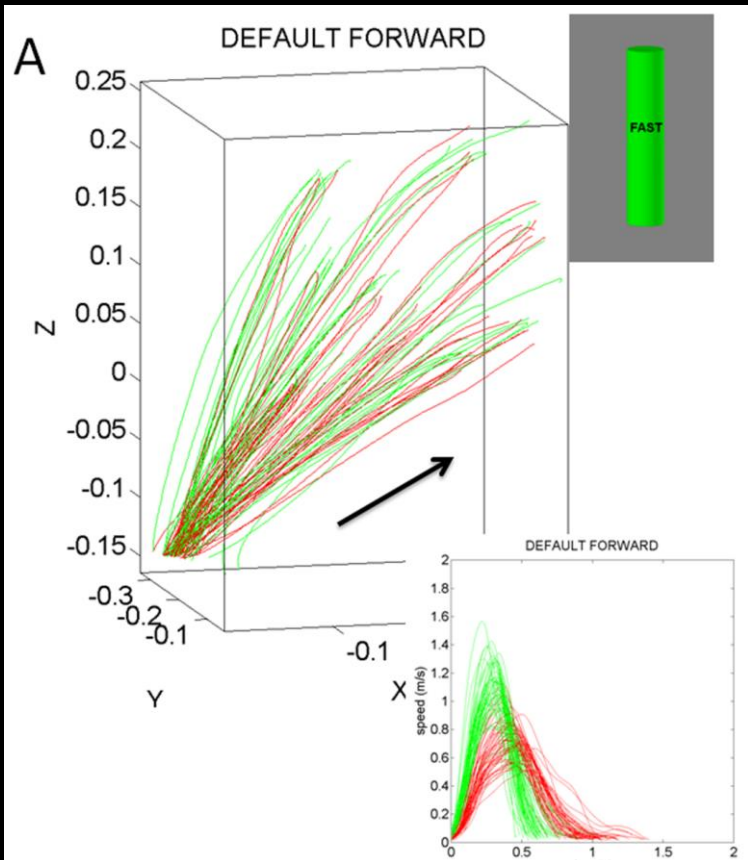 A
DEFAULT FORWARD
FAST
0.25
0.2
0.15
0.1
0.05
0
-0.05
-0.1
-0.15
Z
-0.3
-0.2
-0.1
Y
-0.1
X
DEFAULT FORWARD
2
1.8
1.6
1.4
1.2
1
0.8
0.6
0.4
0.2
0
speed (m/s)
0 0.5 1 1.5 2